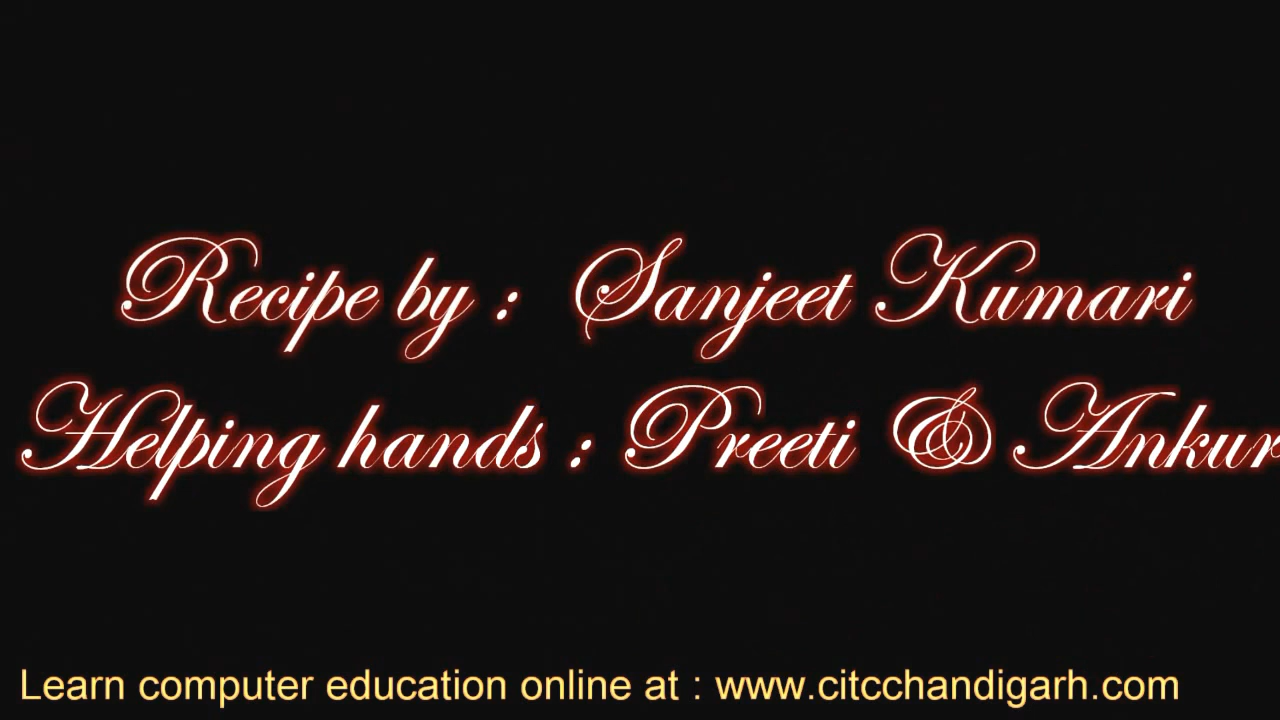 Recipe by : Sanjeet Kumari
Helping hands : Preeti & Ankur
Learn computer education online at : www.citcchandigarh.com